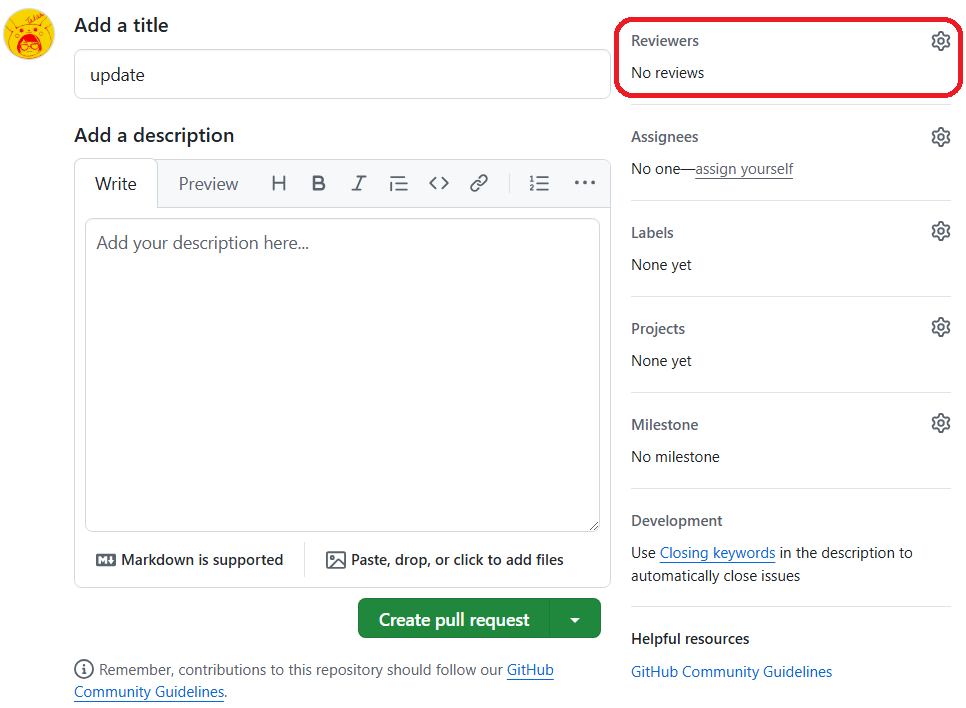 Add a title
update
Add a description
Write Preview H B I
Add your description here...
Markdown is supported Paste, drop, or click to add files
Create pull request
Remember, contributions to this repository should follow our GitHub
Community Guidelines.
Reviewers
No reviews
Assignees
No one—assign yourself
Labels
None yet
Projects
None yet
Milestone
No milestone
Development
Use Closing keywords in the description to
automatically close issues
Helpful resources
GitHub Community Guidelines